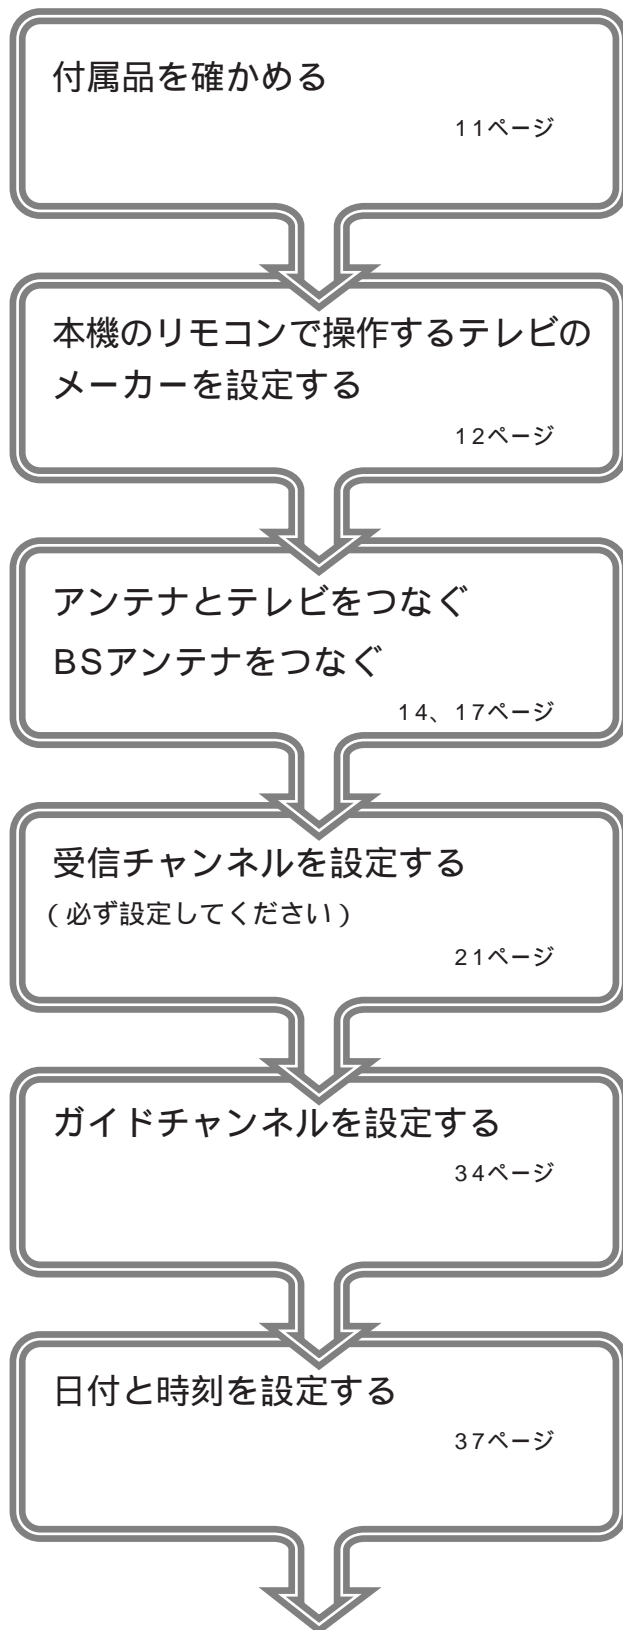 付属品を確かめる
11ページ
本機のリモコンで操作するテレビの
メーカーを設定する
12ページ
アンテナとテレビをつなぐ
BSアンテナをつなぐ
14、17ページ
受信チャンネルを設定する
(必ず設定してください)
21ページ
ガイドチャンネルを設定する
34ページ
日付と時刻を設定する
37ページ